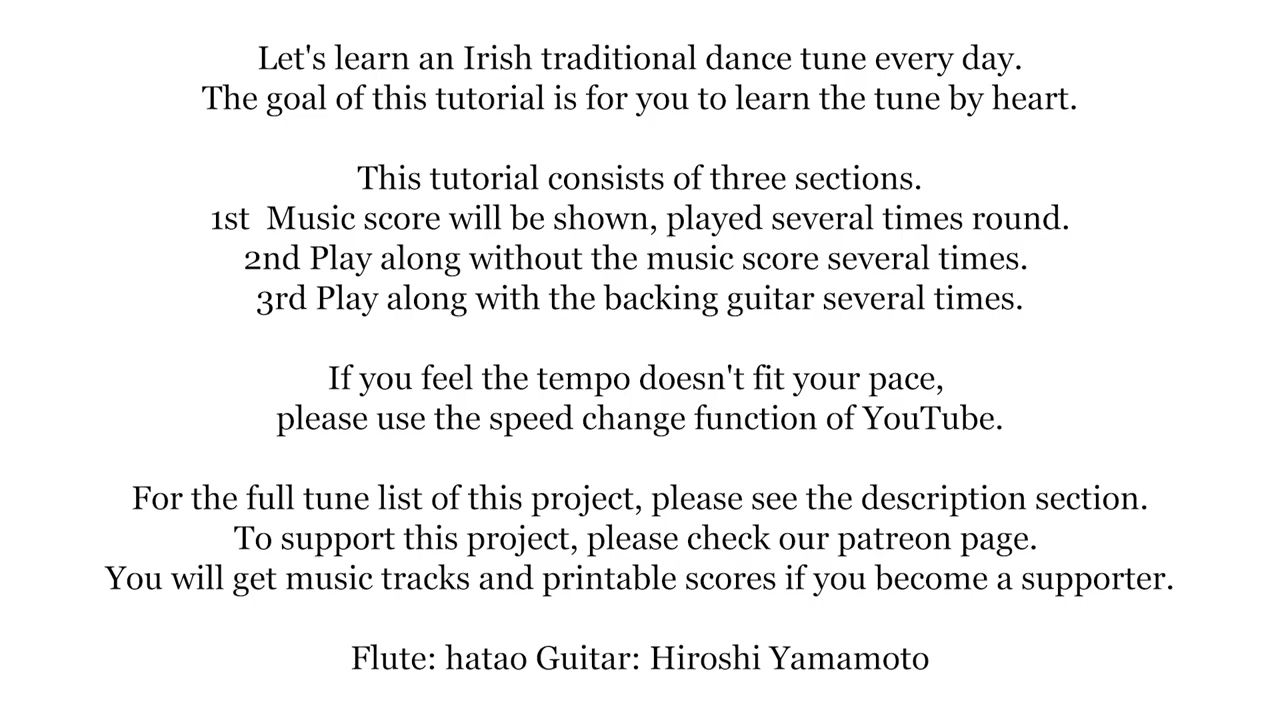 Let's learn an Irish traditional dance tune every day.
The goal of this tutorial is for you to learn the tune by heart.
This tutorial consists of three sections.
1st  Music score will be shown, played several times round.
2nd Play along without the music score several times.
3rd Play along with the backing guitar several times.
If you feel the tempo doesn't fit your pace,
please use the speed change function of YouTube.
For the full tune list of this project, please see the description section.
To support this project, please check our patreon page.
You will get music tracks and printable scores if you become a supporter.
Flute: hatao Guitar: Hiroshi Yamamoto